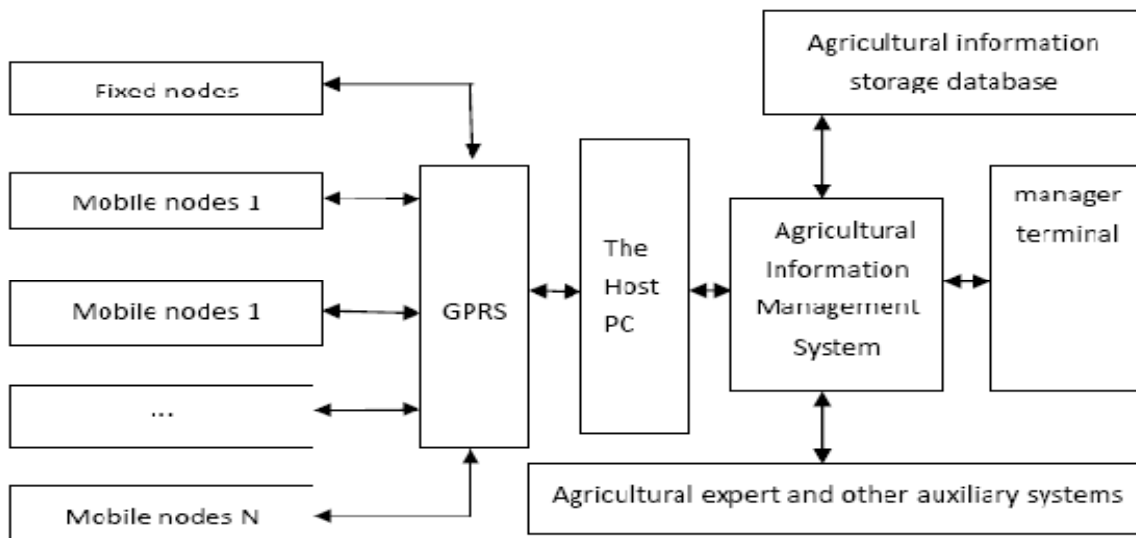 Agricultural information
storage database
Fixed nodes
Mobile nodes 1
Mobile nodes 1
...
Mobile nodes N
GPRS
The
Host
PC
Agricultural
Information
Management
System
manager
terminal
Agricultural expert and other auxiliary systems